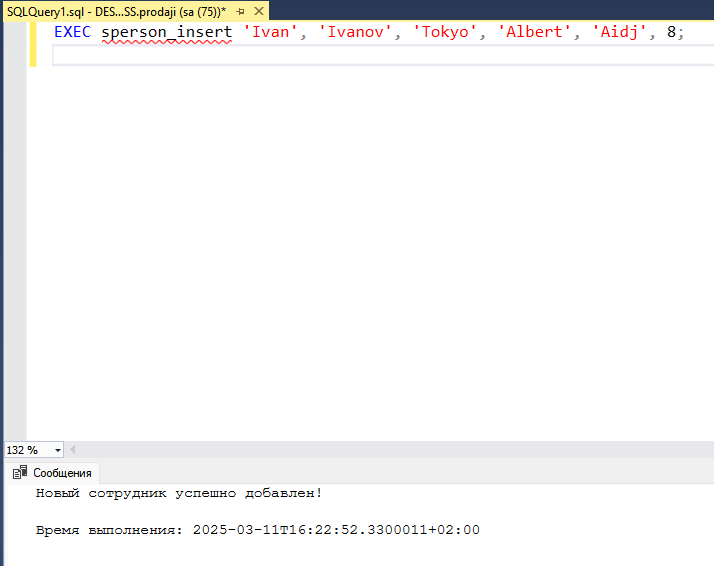 SQLQuery1.sql - DES...SS.prodaji (sa (75))*
EXEC sperson_insert 'Ivan', 'Ivanov', 'Tokyo', 'Albert', 'Aidj', 8;
132 %
Сообщения
Новый сотрудник успешно добавлен!
Время выполнения: 2025-03-11T16:22:52.3300011+02:00